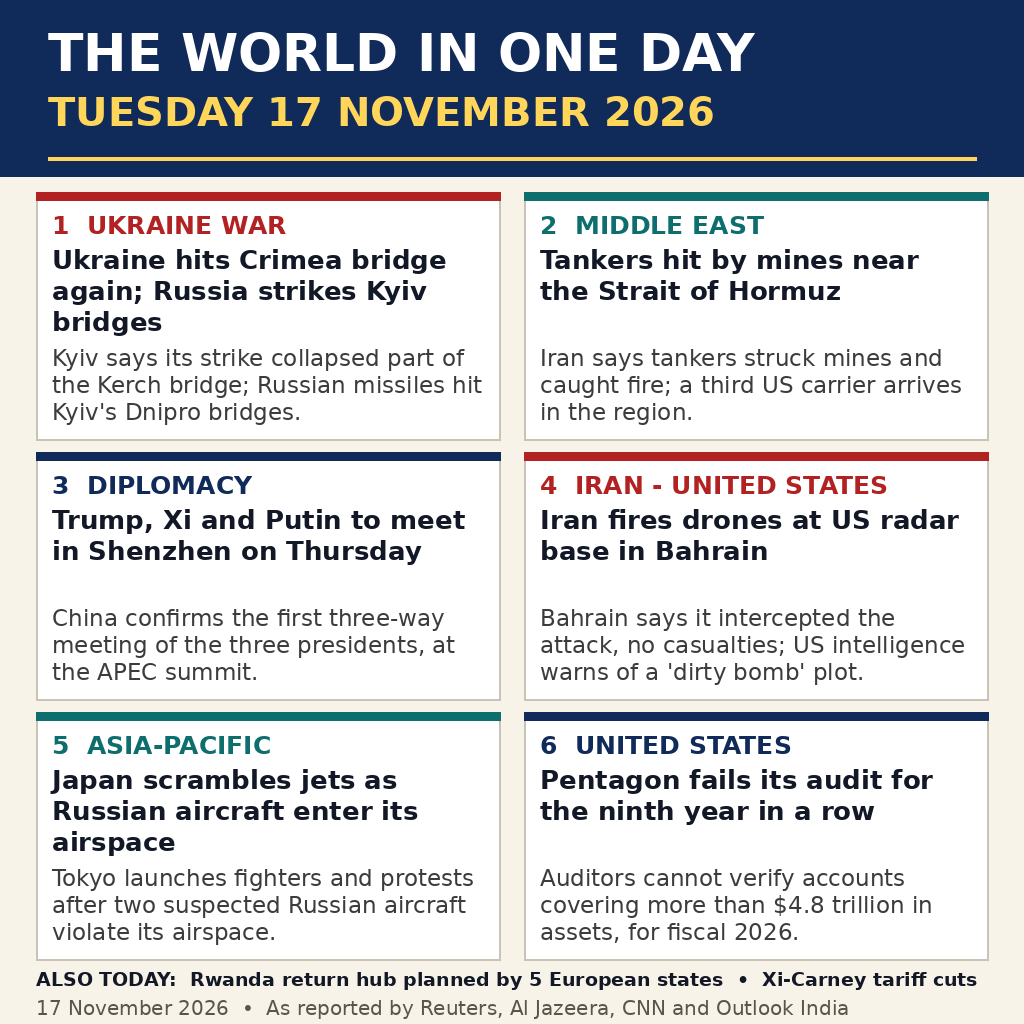 THE WORLD IN ONE DAY
TUESDAY 17 NOVEMBER 2026
1 UKRAINE WAR
Ukraine hits Crimea bridge
again; Russia strikes Kyiv
bridges
Kyiv says its strike collapsed part of
the Kerch bridge; Russian missiles hit
Kyiv's Dnipro bridges.
2 MIDDLE EAST
Tankers hit by mines near
the Strait of Hormuz
Iran says tankers struck mines and
caught fire; a third US carrier arrives
in the region.
3 DIPLOMACY
Trump, Xi and Putin to meet
in Shenzhen on Thursday
China confirms the first three-way
meeting of the three presidents, at
the APEC summit.
4 IRAN - UNITED STATES
Iran fires drones at US radar
base in Bahrain
Bahrain says it intercepted the
attack, no casualties; US intelligence
warns of a 'dirty bomb' plot.
5 ASIA-PACIFIC
Japan scrambles jets as
Russian aircraft enter its
airspace
Tokyo launches fighters and protests
after two suspected Russian aircraft
violate its airspace.
6 UNITED STATES
Pentagon fails its audit for
the ninth year in a row
Auditors cannot verify accounts
covering more than $4.8 trillion in
assets, for fiscal 2026.
ALSO TODAY: Rwanda return hub planned by 5 European states • Xi-Carney tariff cuts
17 November 2026 • As reported by Reuters, Al Jazeera, CNN and Outlook India